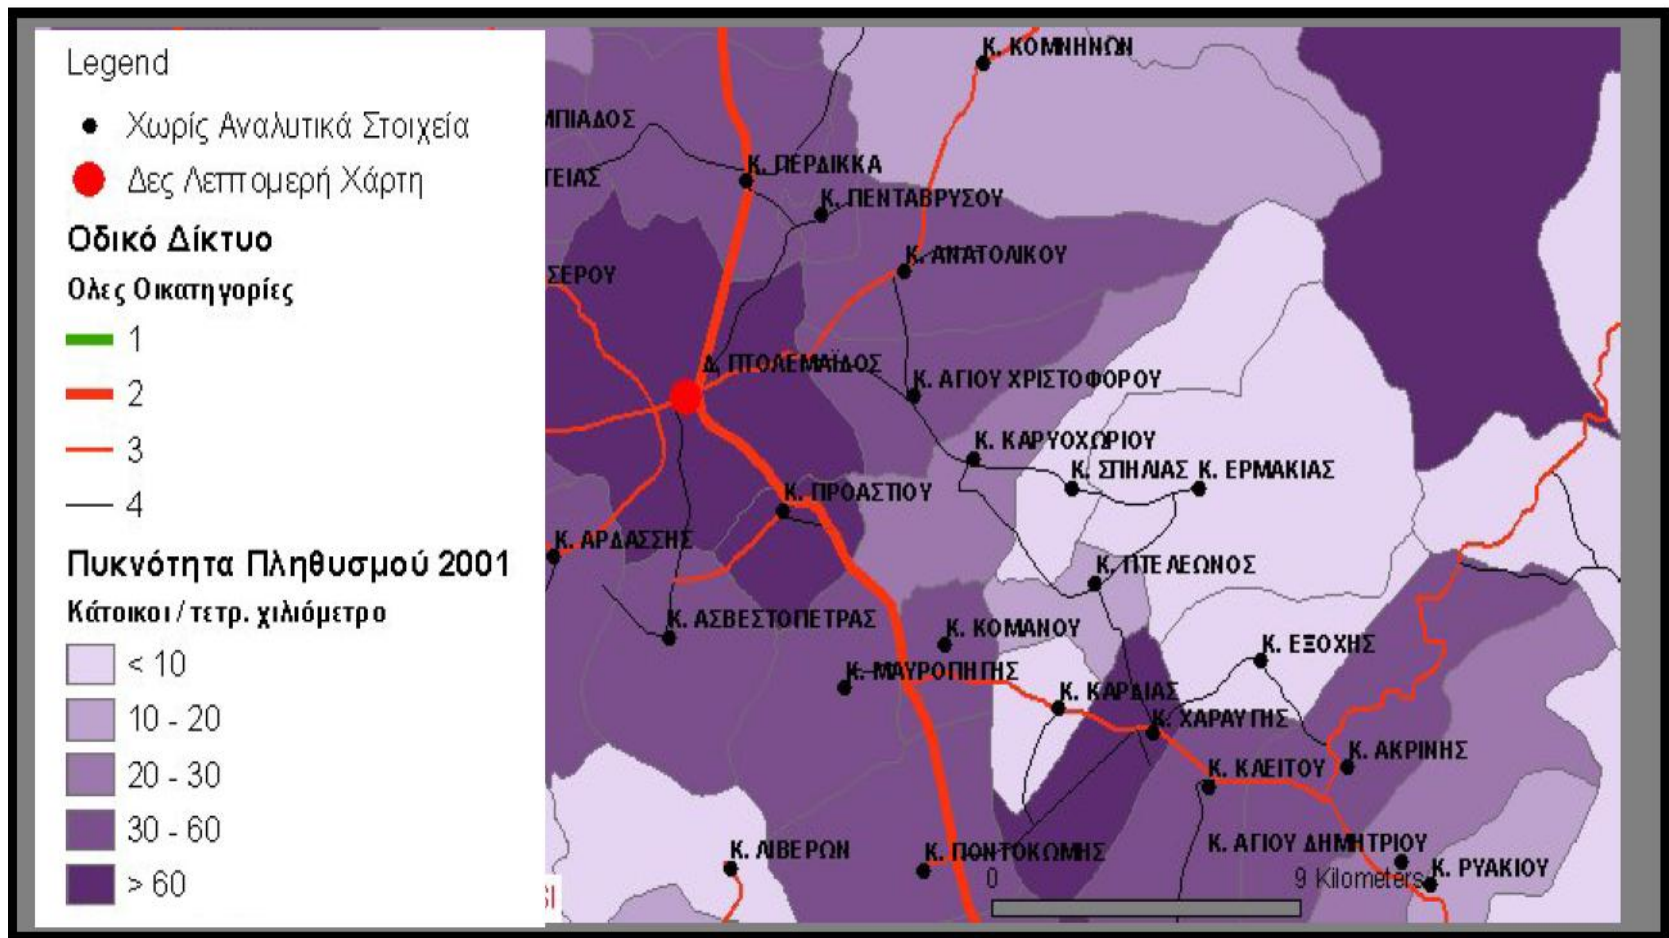 Legend
Χωρίς Αναλυτικά Στοιχεία
Δες Λεπτομερή Χάρτη
Οδικό Δίκτυο
Ολες Οι κατηγορίες
1
2
3
4
Πυκνότητα Πληθυσμού 2001
Κάτοικοι / τετρ. χιλιόμετρο
< 10
10 - 20
20 - 30
30 - 60
> 60
Κ. ΚΟΜΝΗΝΩΝ
ΜΠΙΑΔΟΣ
Κ. ΠΕΡΔΙΚΚΑ
ΤΕΙΑΣ
Κ. ΠΕΝΤΑΒΡΥΣΟΥ
Κ. ΑΝΑΤΟΛΙΚΟΥ
ΣΕΡΟΥ
Δ. ΠΤΟΛΕΜΑΪΔΟΣ
Κ. ΑΓΙΟΥ ΧΡΙΣΤΟΦΟΡΟΥ
Κ. ΚΑΡΥΟΧΩΡΙΟΥ
Κ. ΣΠΗΛΙΑΣ
Κ. ΕΡΜΑΚΙΑΣ
Κ. ΠΡΟΑΣΤΙΟΥ
Κ. ΑΡΔΑΣΣΗΣ
Κ. ΠΤΕΛΕΩΝΟΣ
Κ. ΑΣΒΕΣΤΟΠΕΤΡΑΣ
Κ. ΚΟΜΑΝΟΥ
Κ. ΕΞΟΧΗΣ
Κ. ΜΑΥΡΟΠΗΓΗΣ
Κ. ΚΑΡΔΙΑΣ
Κ. ΧΑΡΑΥΓΗΣ
Κ. ΑΚΡΙΝΗΣ
Κ. ΚΛΕΙΤΟΥ
Κ. ΛΙΒΕΡΩΝ
Κ. ΠΟΝΤΟΚΩΜΗΣ
Κ. ΑΓΙΟΥ ΔΗΜΗΤΡΙΟΥ
Κ. ΡΥΑΚΙΟΥ
0
9 Kilometers